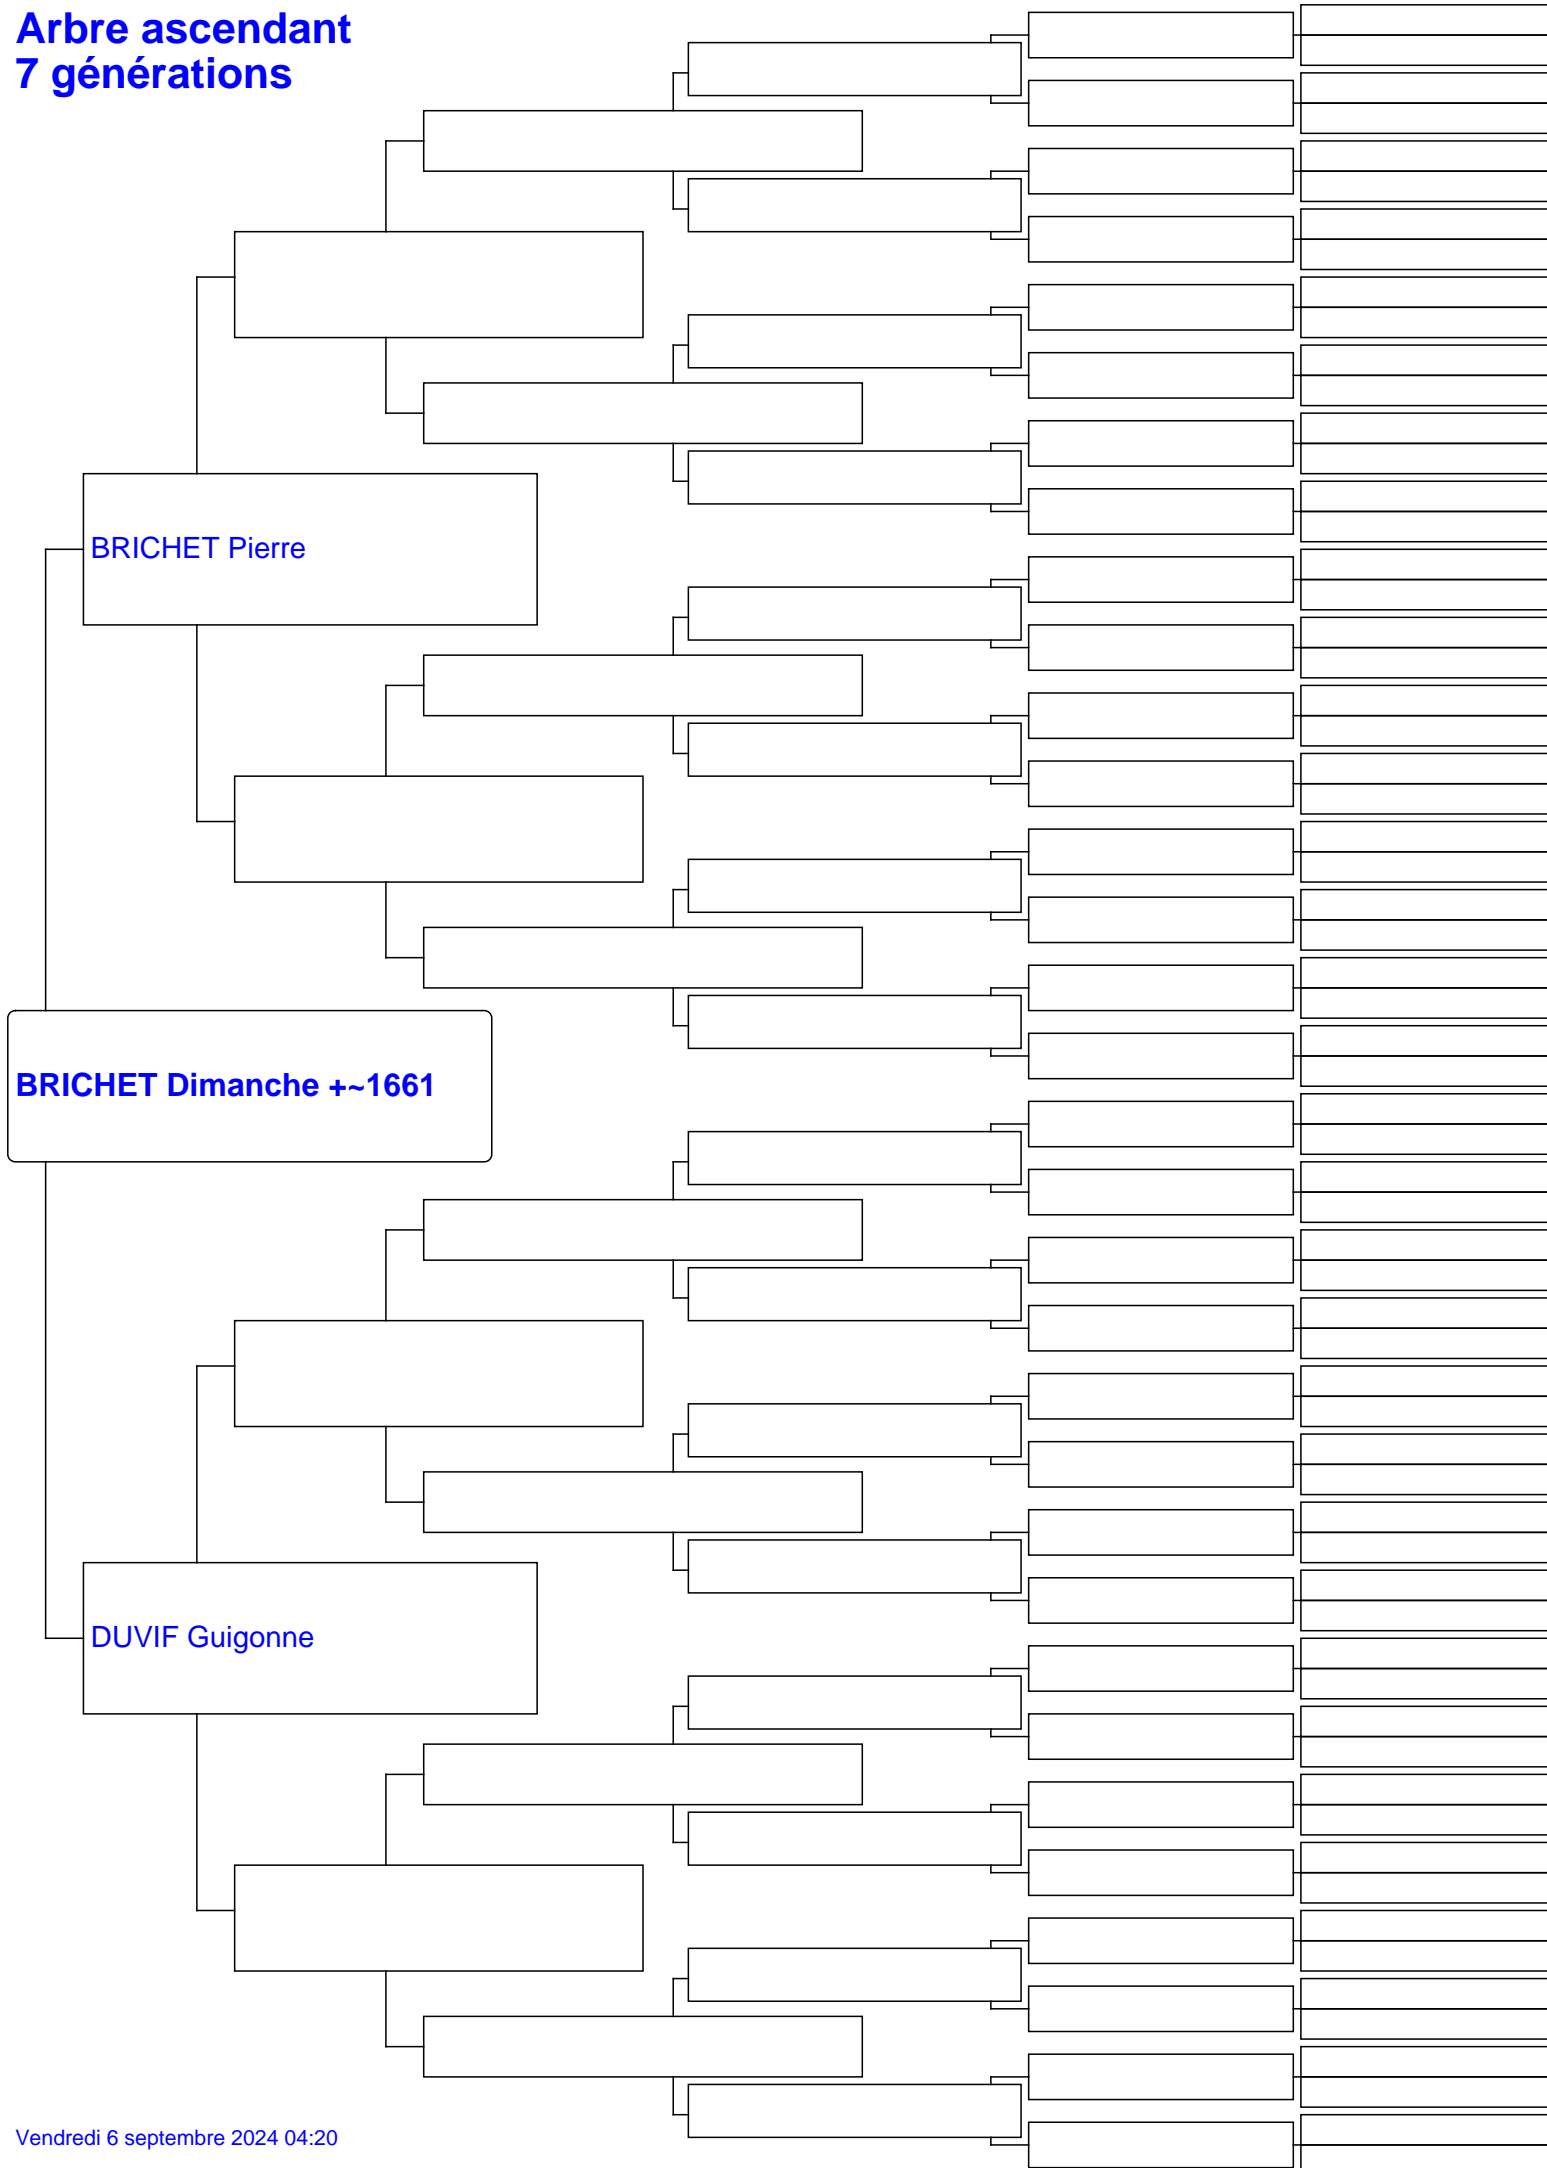 Arbre ascendant
7 générations
BRICHET Pierre
BRICHET Dimanche +~1661
DUVIF Guigonne
Vendredi 6 septembre 2024 04:20